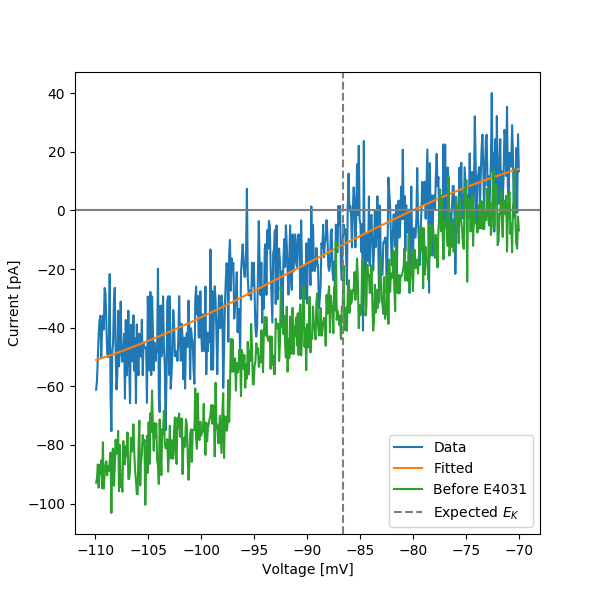 40
20
0
−20
−40
−60
−80
−100
Current [pA]
−110 −105 −100 −95 −90 −85 −80 −75 −70
Voltage [mV]
Data
Fitted
Before E4031
Expected E_K